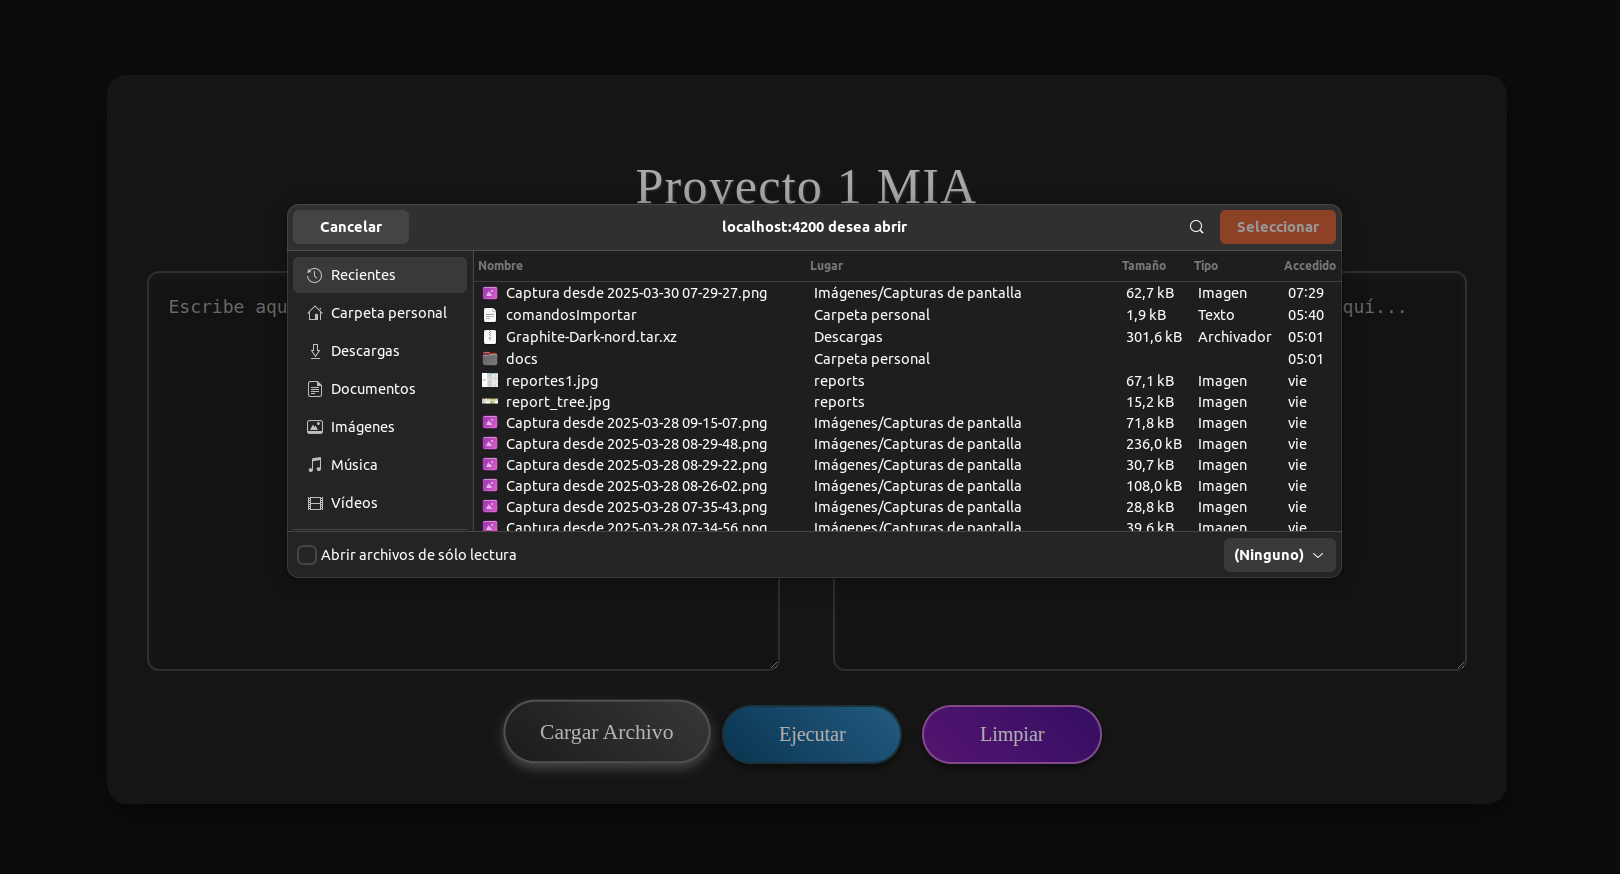 Proyecto 1 MIA
Cancelar
localhost:4200 desea abrir
Seleccionar
Recientes
Carpeta personal
Descargas
Documentos
Imágenes
Música
Vídeos
Nombre Lugar Tamaño Tipo Accedido
Captura desde 2025-03-30 07-29-27.png Imágenes/Capturas de pantalla 62,7 kB Imagen 07:29
comandosImportar Carpeta personal 1,9 kB Texto 05:40
Graphite-Dark-nord.tar.xz Descargas 301,6 kB Archivador 05:01
docs Carpeta personal 05:01
reportes1.jpg reports 67,1 kB Imagen vie
report_tree.jpg reports 15,2 kB Imagen vie
Captura desde 2025-03-28 09-15-07.png Imágenes/Capturas de pantalla 71,8 kB Imagen vie
Captura desde 2025-03-28 08-29-48.png Imágenes/Capturas de pantalla 236,0 kB Imagen vie
Captura desde 2025-03-28 08-29-22.png Imágenes/Capturas de pantalla 30,7 kB Imagen vie
Captura desde 2025-03-28 08-26-02.png Imágenes/Capturas de pantalla 108,0 kB Imagen vie
Captura desde 2025-03-28 07-35-43.png Imágenes/Capturas de pantalla 28,8 kB Imagen vie
Captura desde 2025-03-28 07-34-56.png Imágenes/Capturas de pantalla 39,6 kB Imagen vie
Abrir archivos de sólo lectura
(Ninguno)
Escribe aqu
quí...
Cargar Archivo
Ejecutar
Limpiar